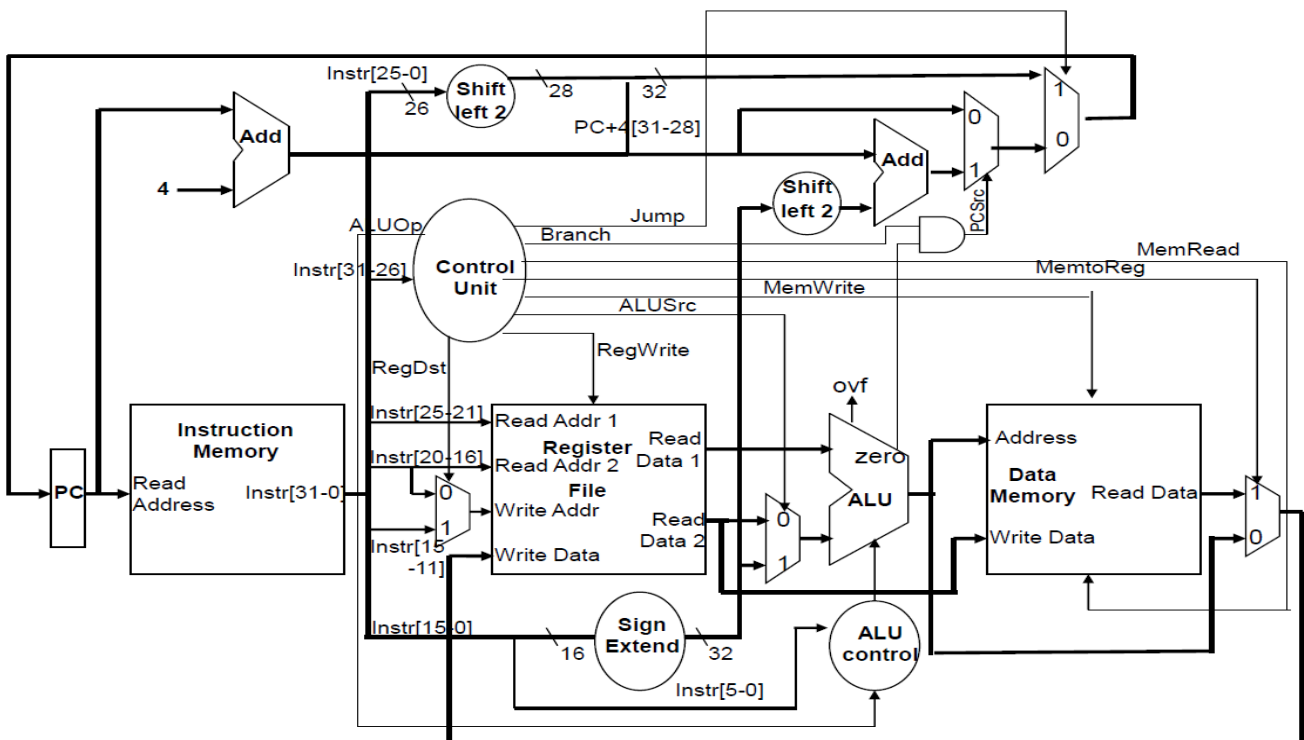 Instr[25-0]
26
Shift
left 2
28
32
PC+4[31-28]
1
0
Add
4
0
1
Add
Shift
left 2
PCSrc
ALUOp
Jump
Branch
Instr[31-26]
Control
Unit
MemRead
MemtoReg
MemWrite
ALUSrc
RegWrite
RegDst
ovf
Instruction
Memory
Read
Address
Instr[31-0]
PC
Instr[25-21]
Instr[20-16]
0
1
Instr[15
-11]
Read Addr 1
Register
Read Addr 2
File
Write Addr
Write Data
Read
Data 1
Read
Data 2
0
1
zero
ALU
Address
Data
Memory
Read Data
Write Data
1
0
Instr[15-0]
16
Sign
Extend
32
ALU
control
Instr[5-0]